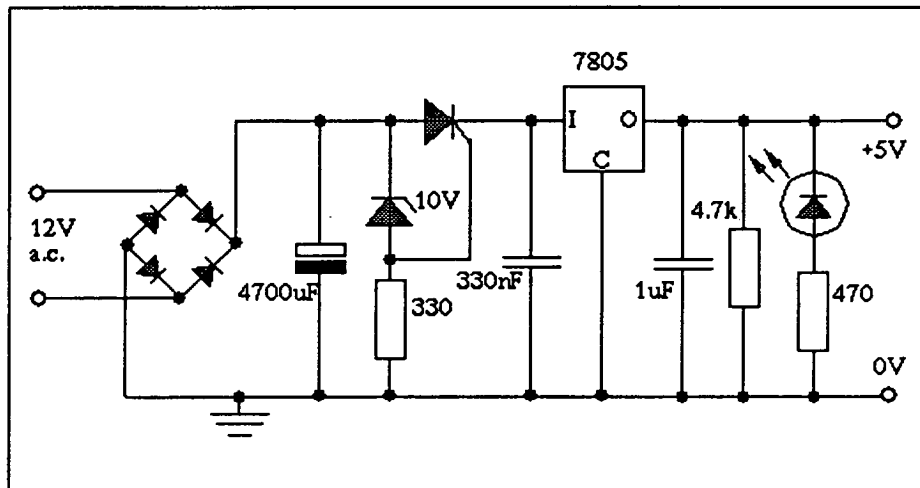 7805
I
O
C
+5V
12V
a.c.
10V
4.7k
4700uF
330
330nF
1uF
470
0V